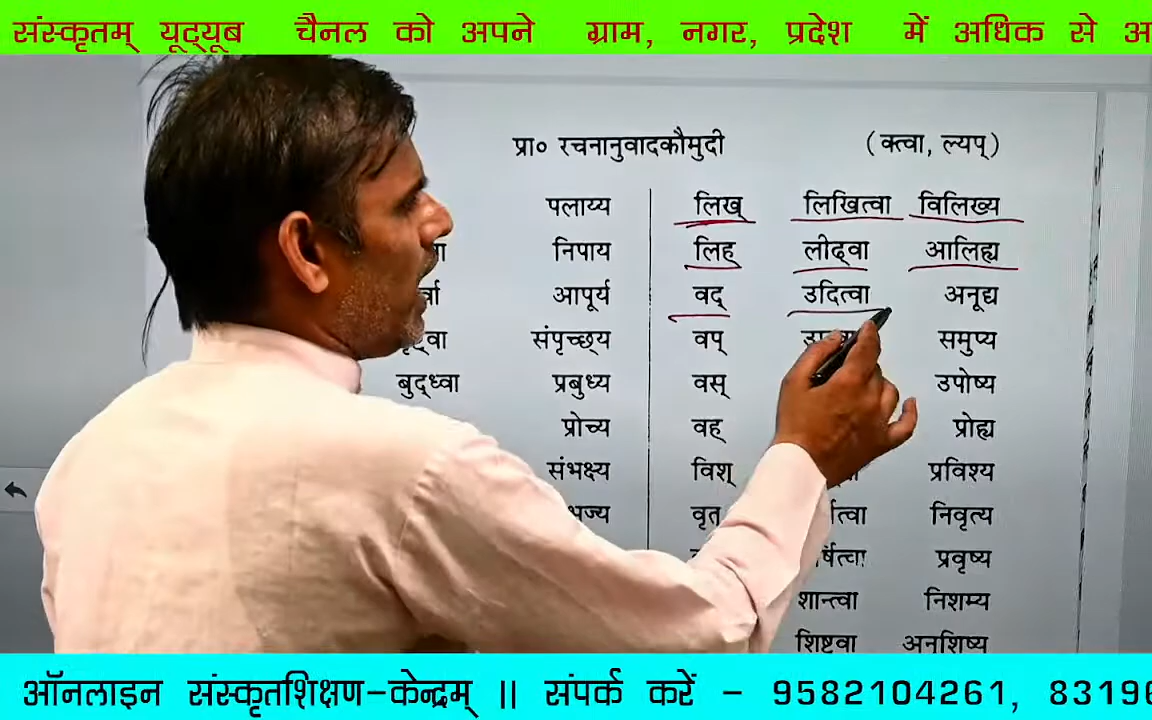 संस्कृतम् यूट्यूब चैनल को अपने ग्राम, नगर, प्रदेश में अधिक से
प्रा० रचनानुवादकौमुदी (क्त्वा, ल्यप्)
पलाय्य लिख् लिखित्वा विलिख्य
निपाय लिह् लीढ्वा आलिह्य
आपूर्य वद् उदित्वा अनूद्य
संपृच्छ्य वप् समुप्य
बुद्ध्वा प्रबुध्य वस् उपोष्य
प्रोच्य वह् प्रोह्य
संभक्ष्य विश् प्रविश्य
वृत् निवृत्य
प्रवृष्य
शान्त्वा निशम्य
शिष्टवा अनुशिष्य
ऑनलाइन संस्कृतशिक्षण-केन्द्रम् || संपर्क करें - 9582104261,